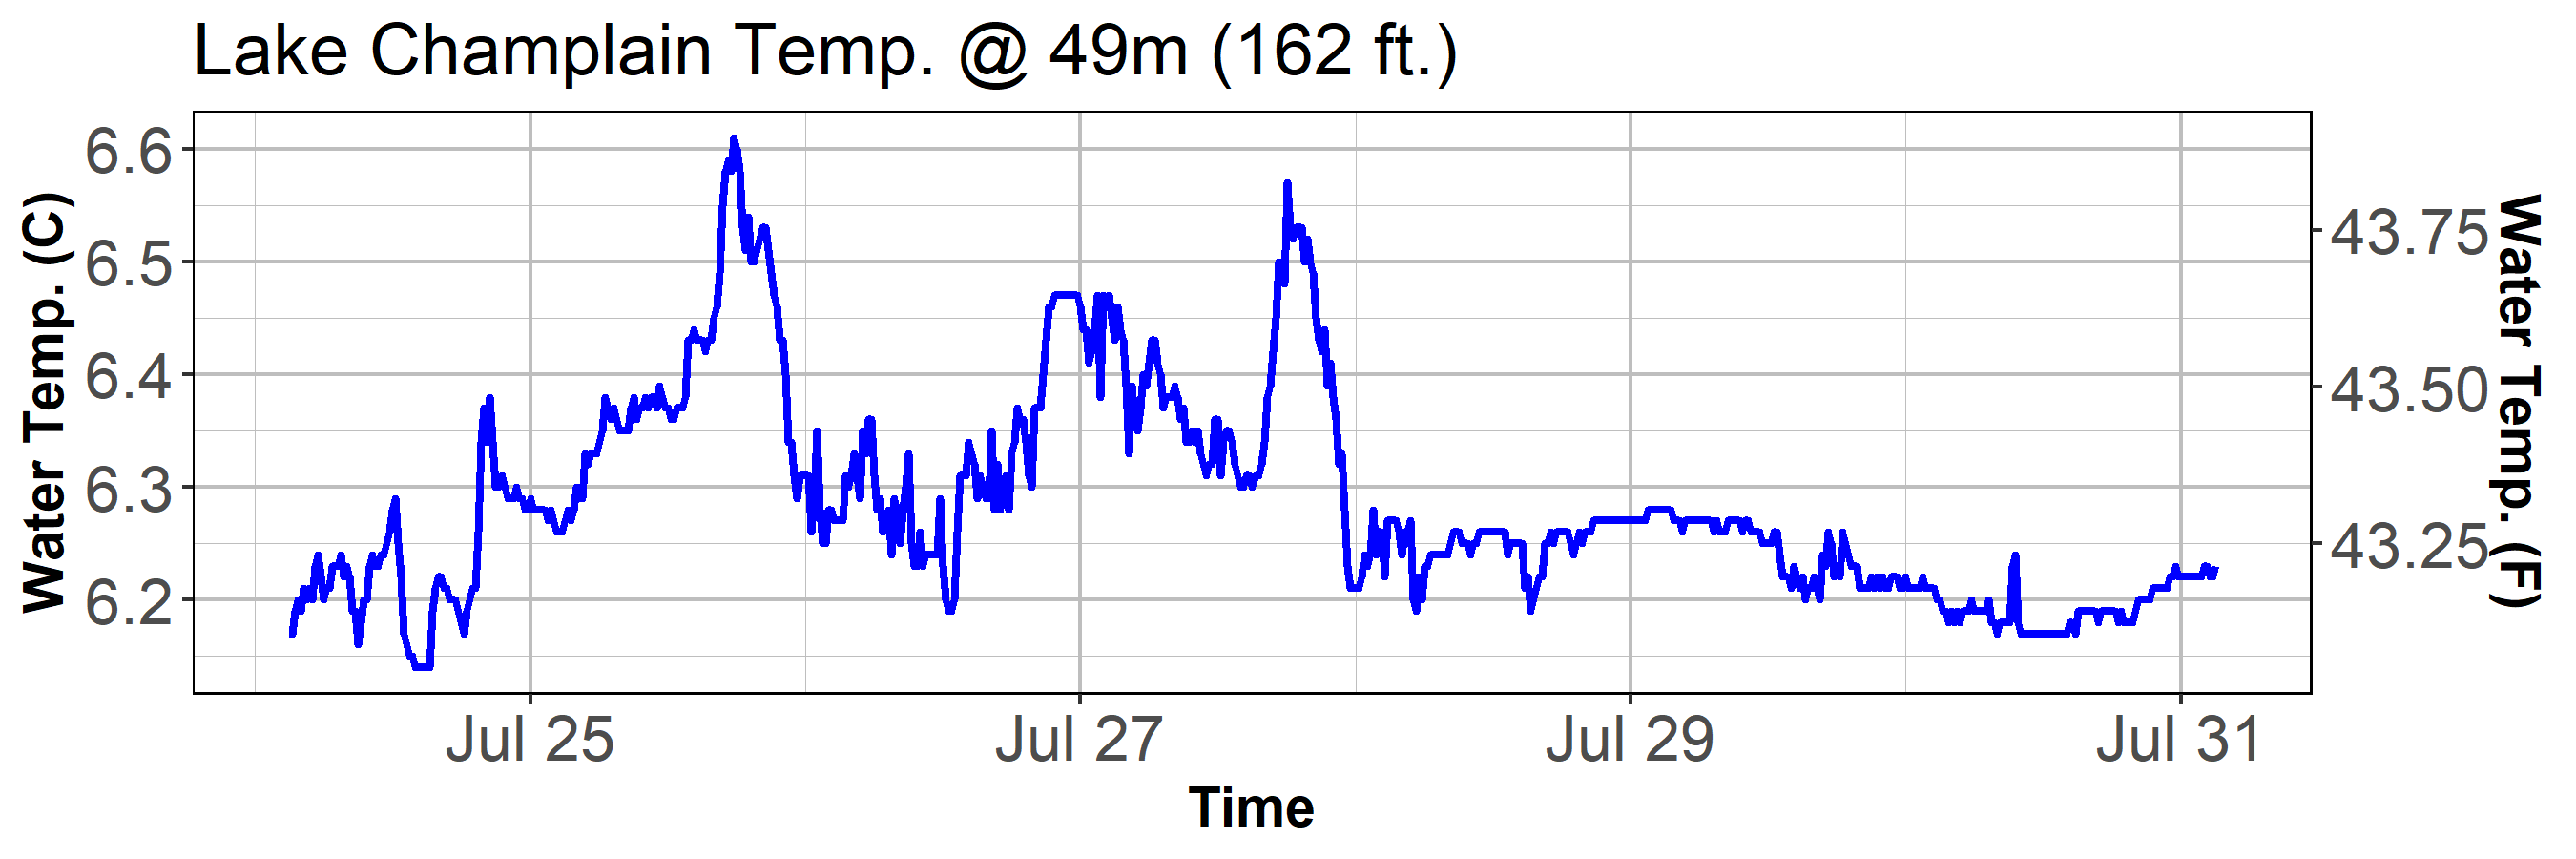 Lake Champlain Temp. @ 49m (162 ft.)
Water Temp. (C)
6.6
6.5
6.4
6.3
6.2
43.75
43.50
43.25
Water Temp. (F)
Jul 25
Jul 27
Jul 29
Jul 31
Time